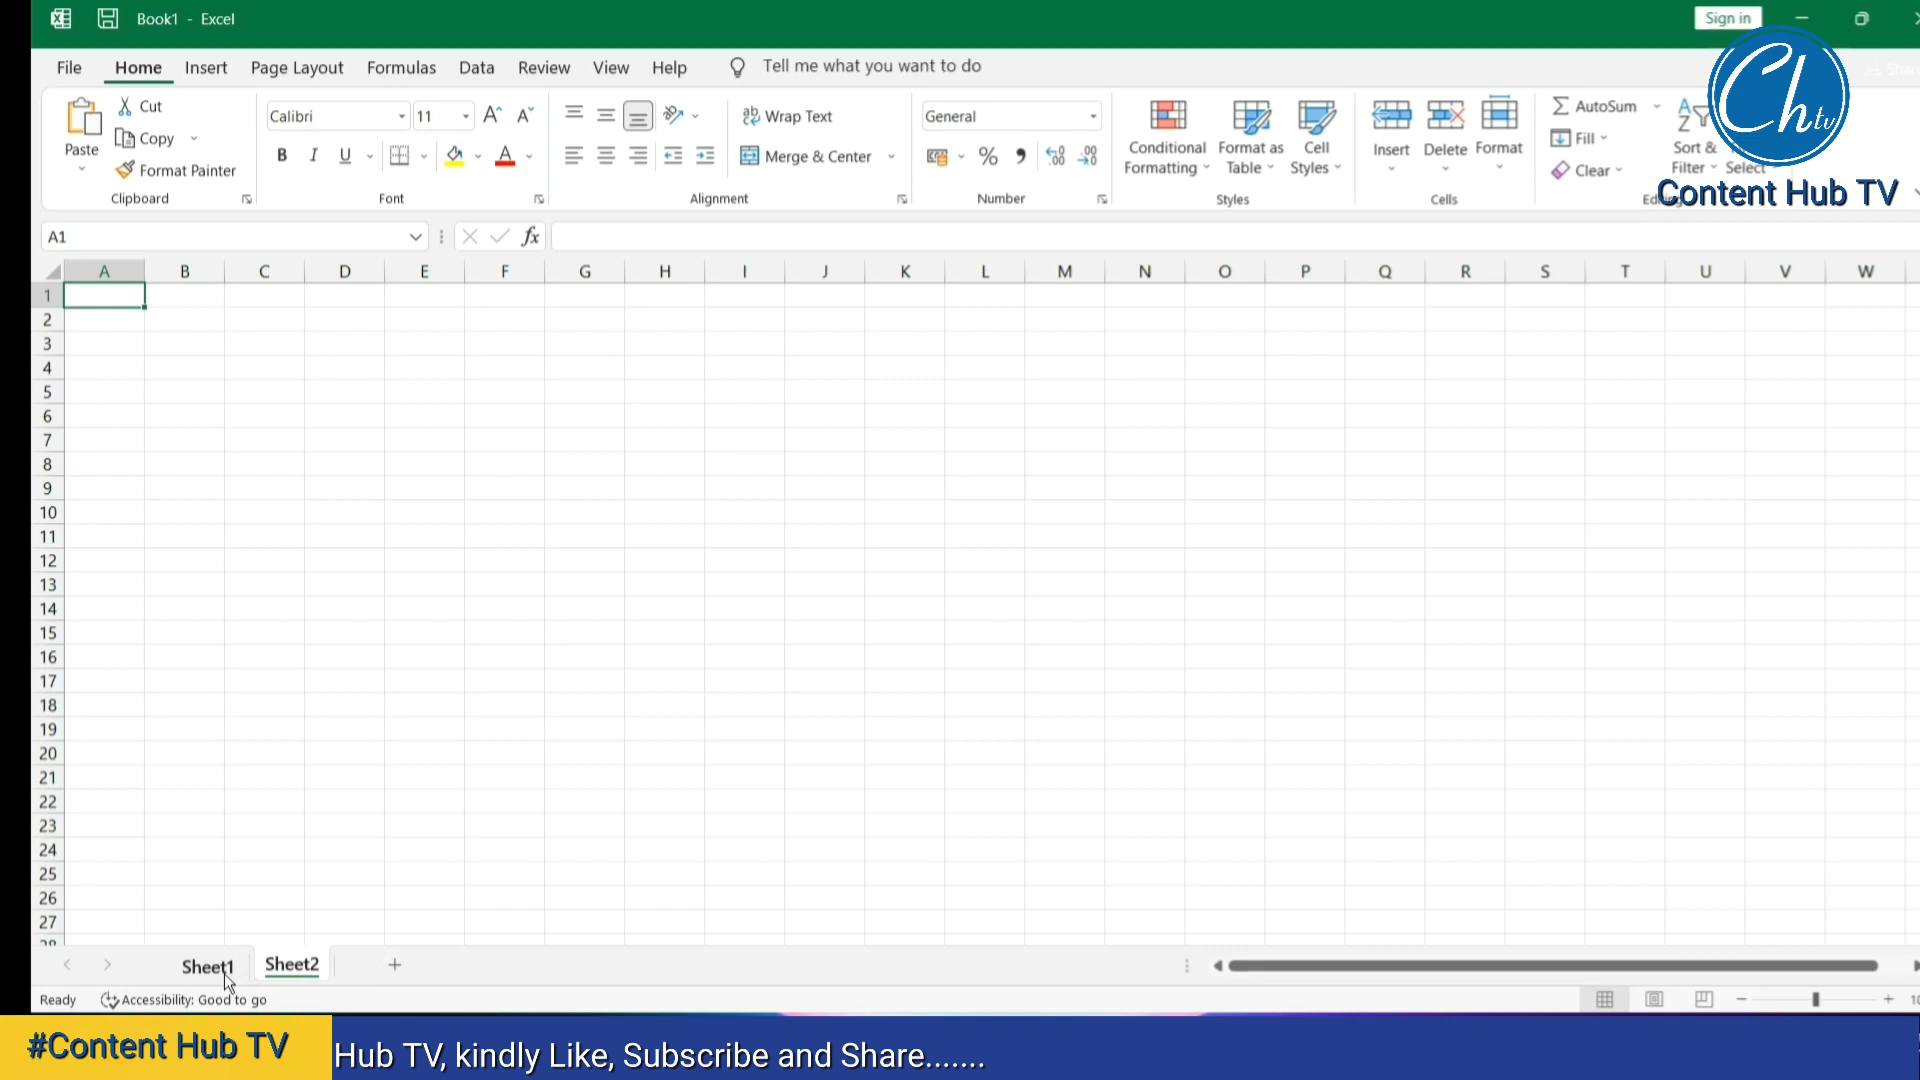 Book1 - Excel
Sign in
File Home Insert Page Layout Formulas Data Review View Help Tell me what you want to do
Paste
Cut
Copy
Format Painter
Clipboard
Calibri 11
B I U
Font
Wrap Text
Merge & Center
Alignment
General
Number
Conditional Formatting
Format as Table
Cell Styles
Styles
Insert
Delete
Format
Cells
AutoSum
Fill
Clear
Sort & Filter
Select
Ch tv
Content Hub TV
A1
fx
A B C D E F G H I J K L M N O P Q R S T U V W
1
2
3
4
5
6
7
8
9
10
11
12
13
14
15
16
17
18
19
20
21
22
23
24
25
26
27
28
Sheet1 Sheet2
Ready Accessibility: Good to go
#Content Hub TV
Hub TV, kindly Like, Subscribe and Share.......